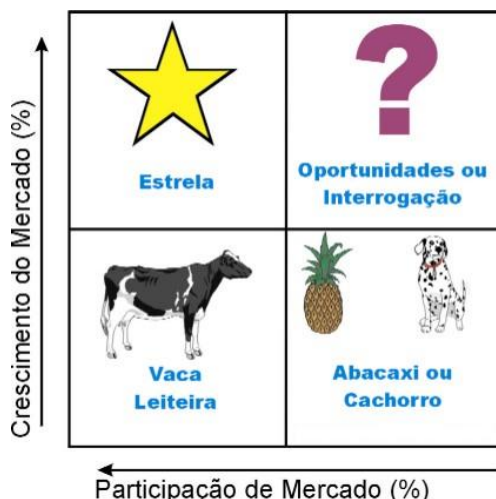 Crescimento do Mercado (%)
Estrela
Oportunidades ou
Interrogação
Vaca
Leiteira
Abacaxi ou
Cachorro
Participação de Mercado (%)